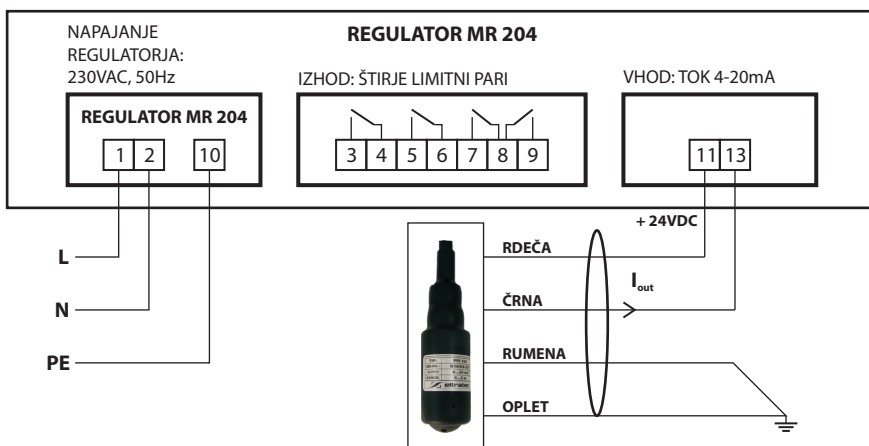 REGULATOR MR 204
NAPAJANJE
REGULATORJA:
230VAC, 50Hz
IZHOD: ŠTIRJE LIMITNI PARI
VHOD: TOK 4-20mA
REGULATOR MR 204
1 2 10
3 4 5 6 7 8 9
11 13
+ 24VDC
L
N
PE
RDEČA
ČRNA
RUMENA
OPLET
Iout